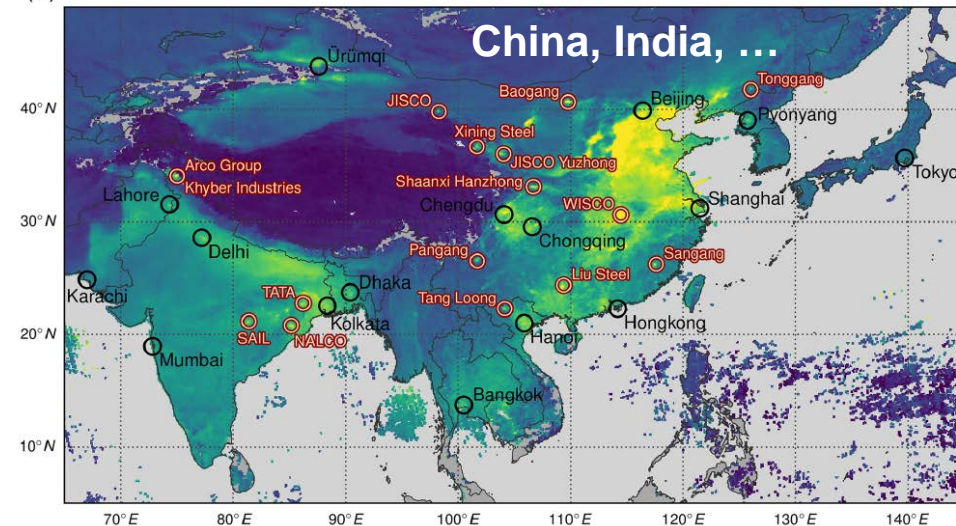 China, India, …
Ürümqi
Tonggang
Baogang
JISCO
Beijing
40° N
Pyonyang
Xining Steel
JISCO Yuzhong
Tokyo
Arco Group
Khyber Industries
Shaanxi Hanzhong
Lahore
WISCO
Shanghai
Chengdu
30° N
Chongqing
Delhi
Pangang
Sangang
Dhaka
Liu Steel
Karachi
TATA
Tang Loong
Kolkata
Hongkong
SAIL
NALCO
Hanoi
20° N
Mumbai
Bangkok
10° N
70° E 80° E 90° E 100° E 110° E 120° E 130° E 140° E